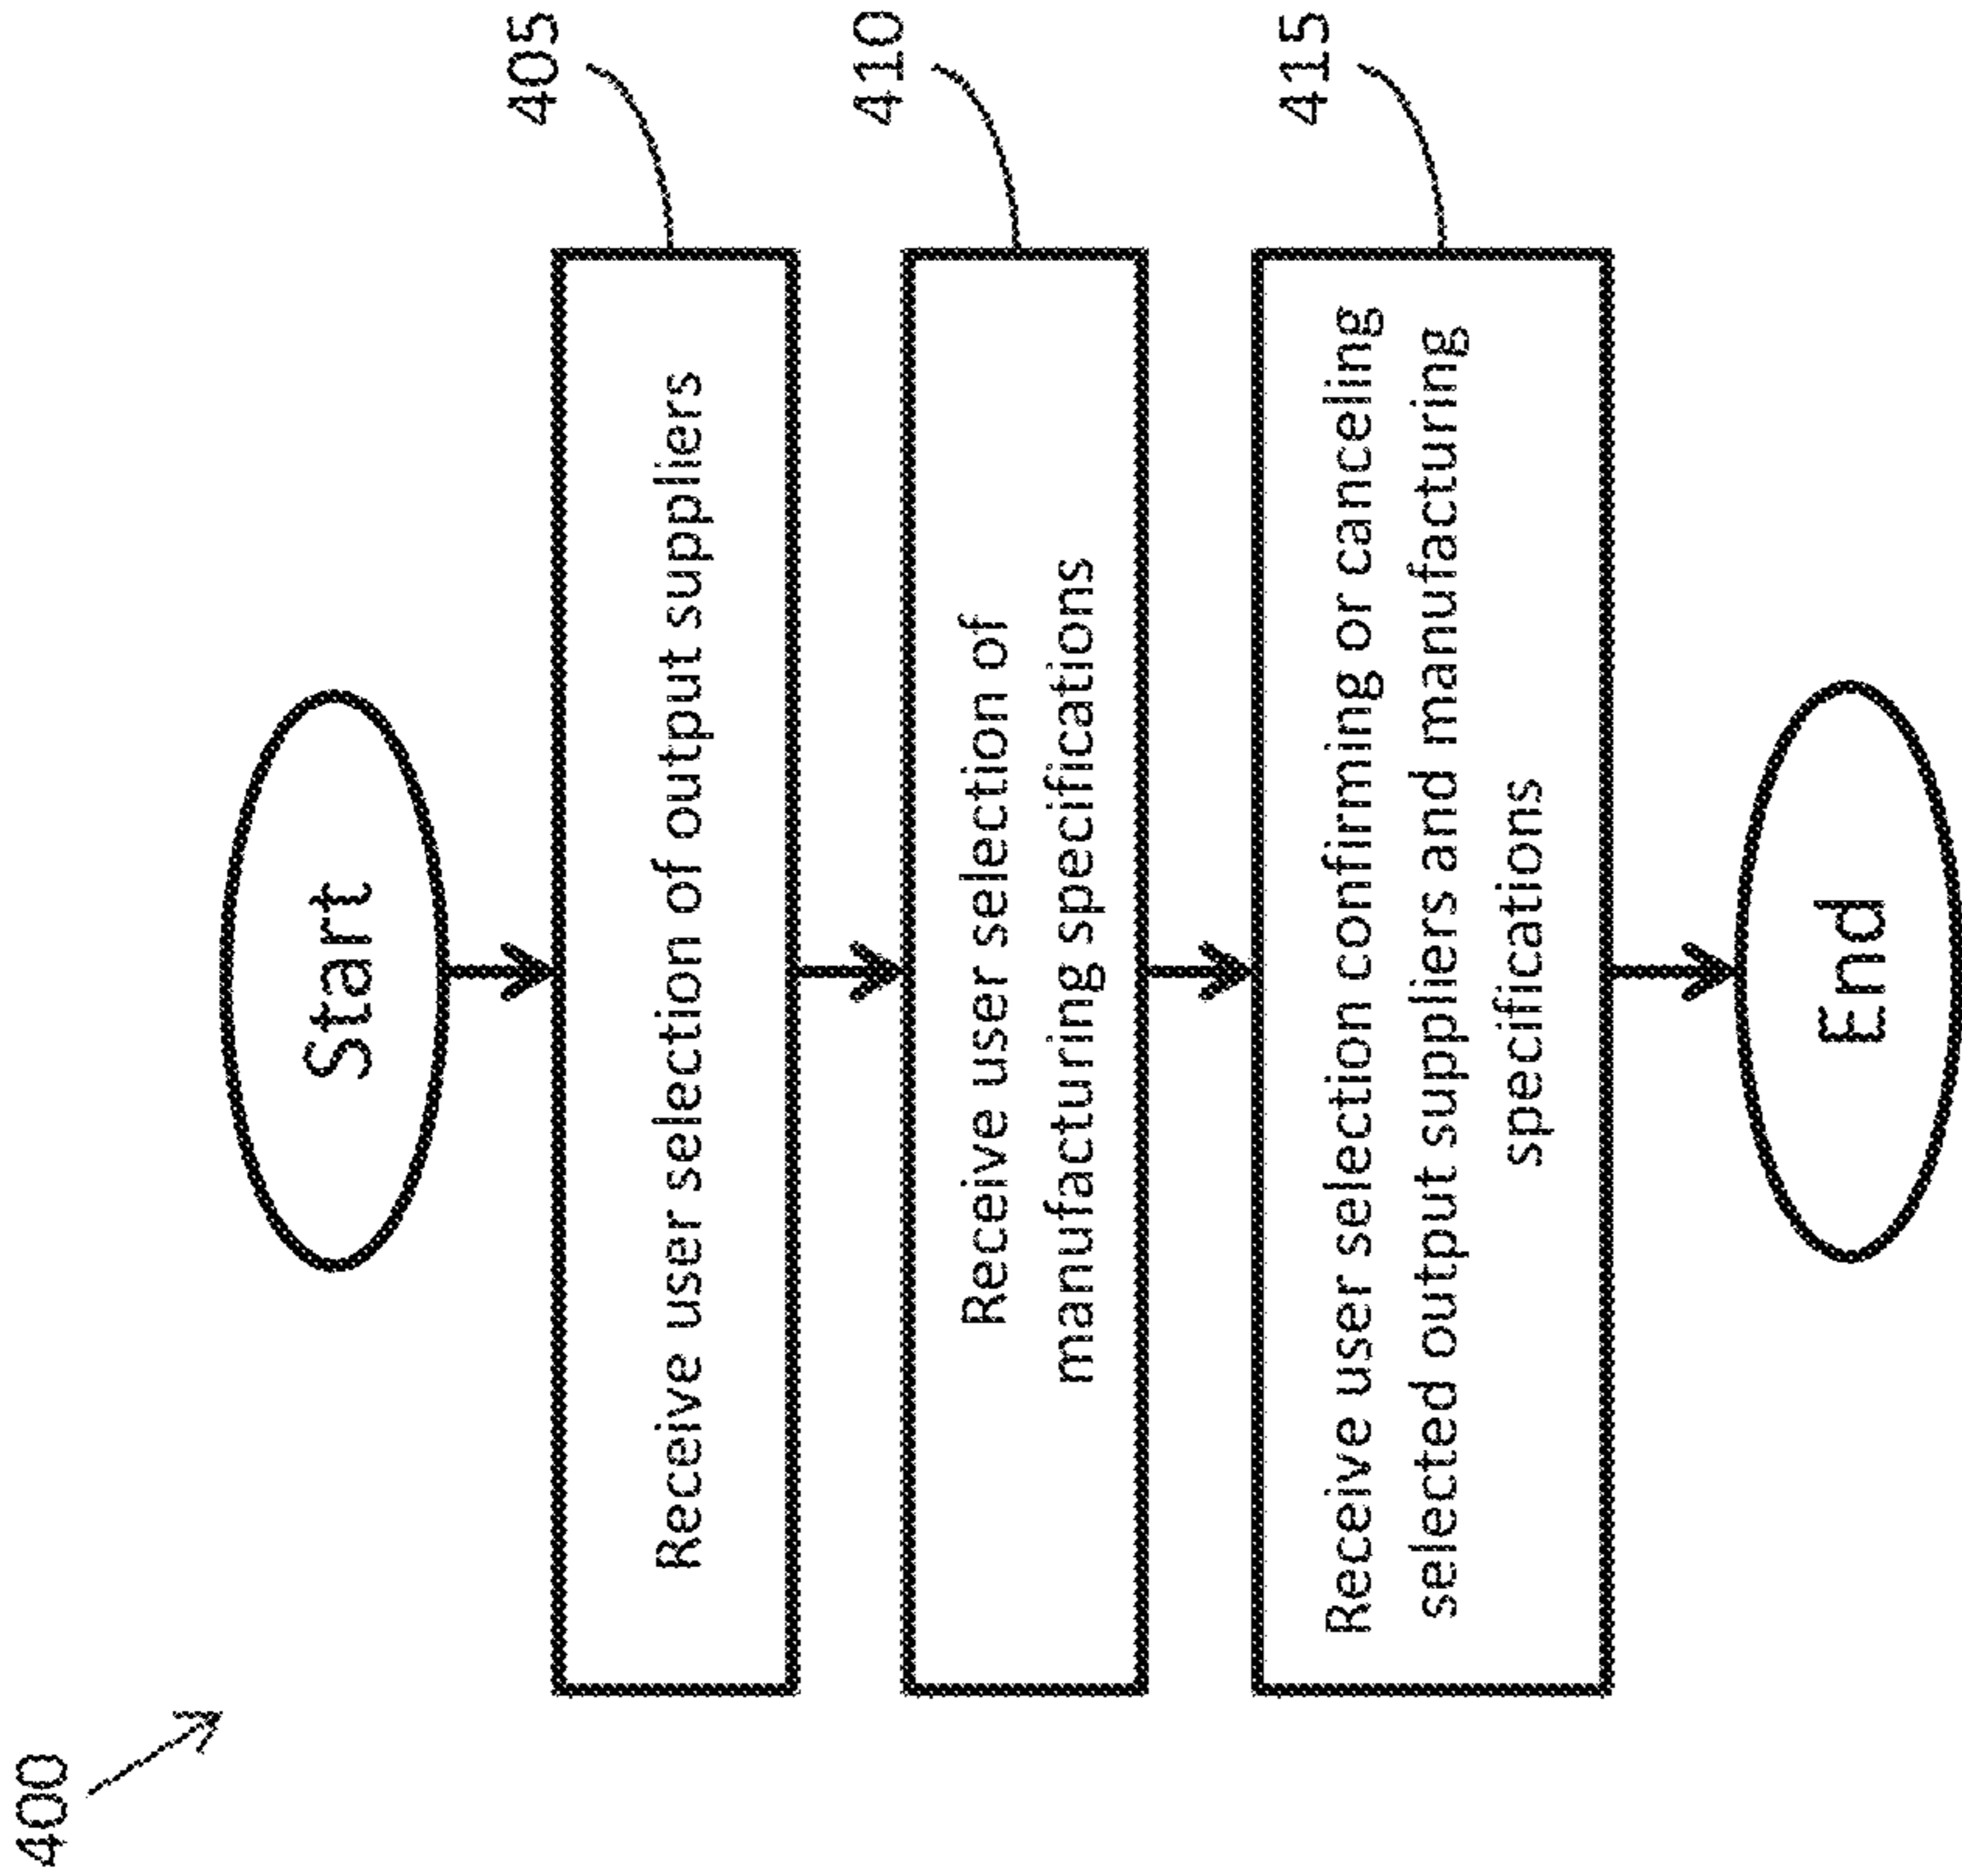 400
Start
Receive user selection of output suppliers
405
Receive user selection of
manufacturing specifications
410
Receive user selection confirming or canceling
selected output suppliers and manufacturing
specifications
415
End